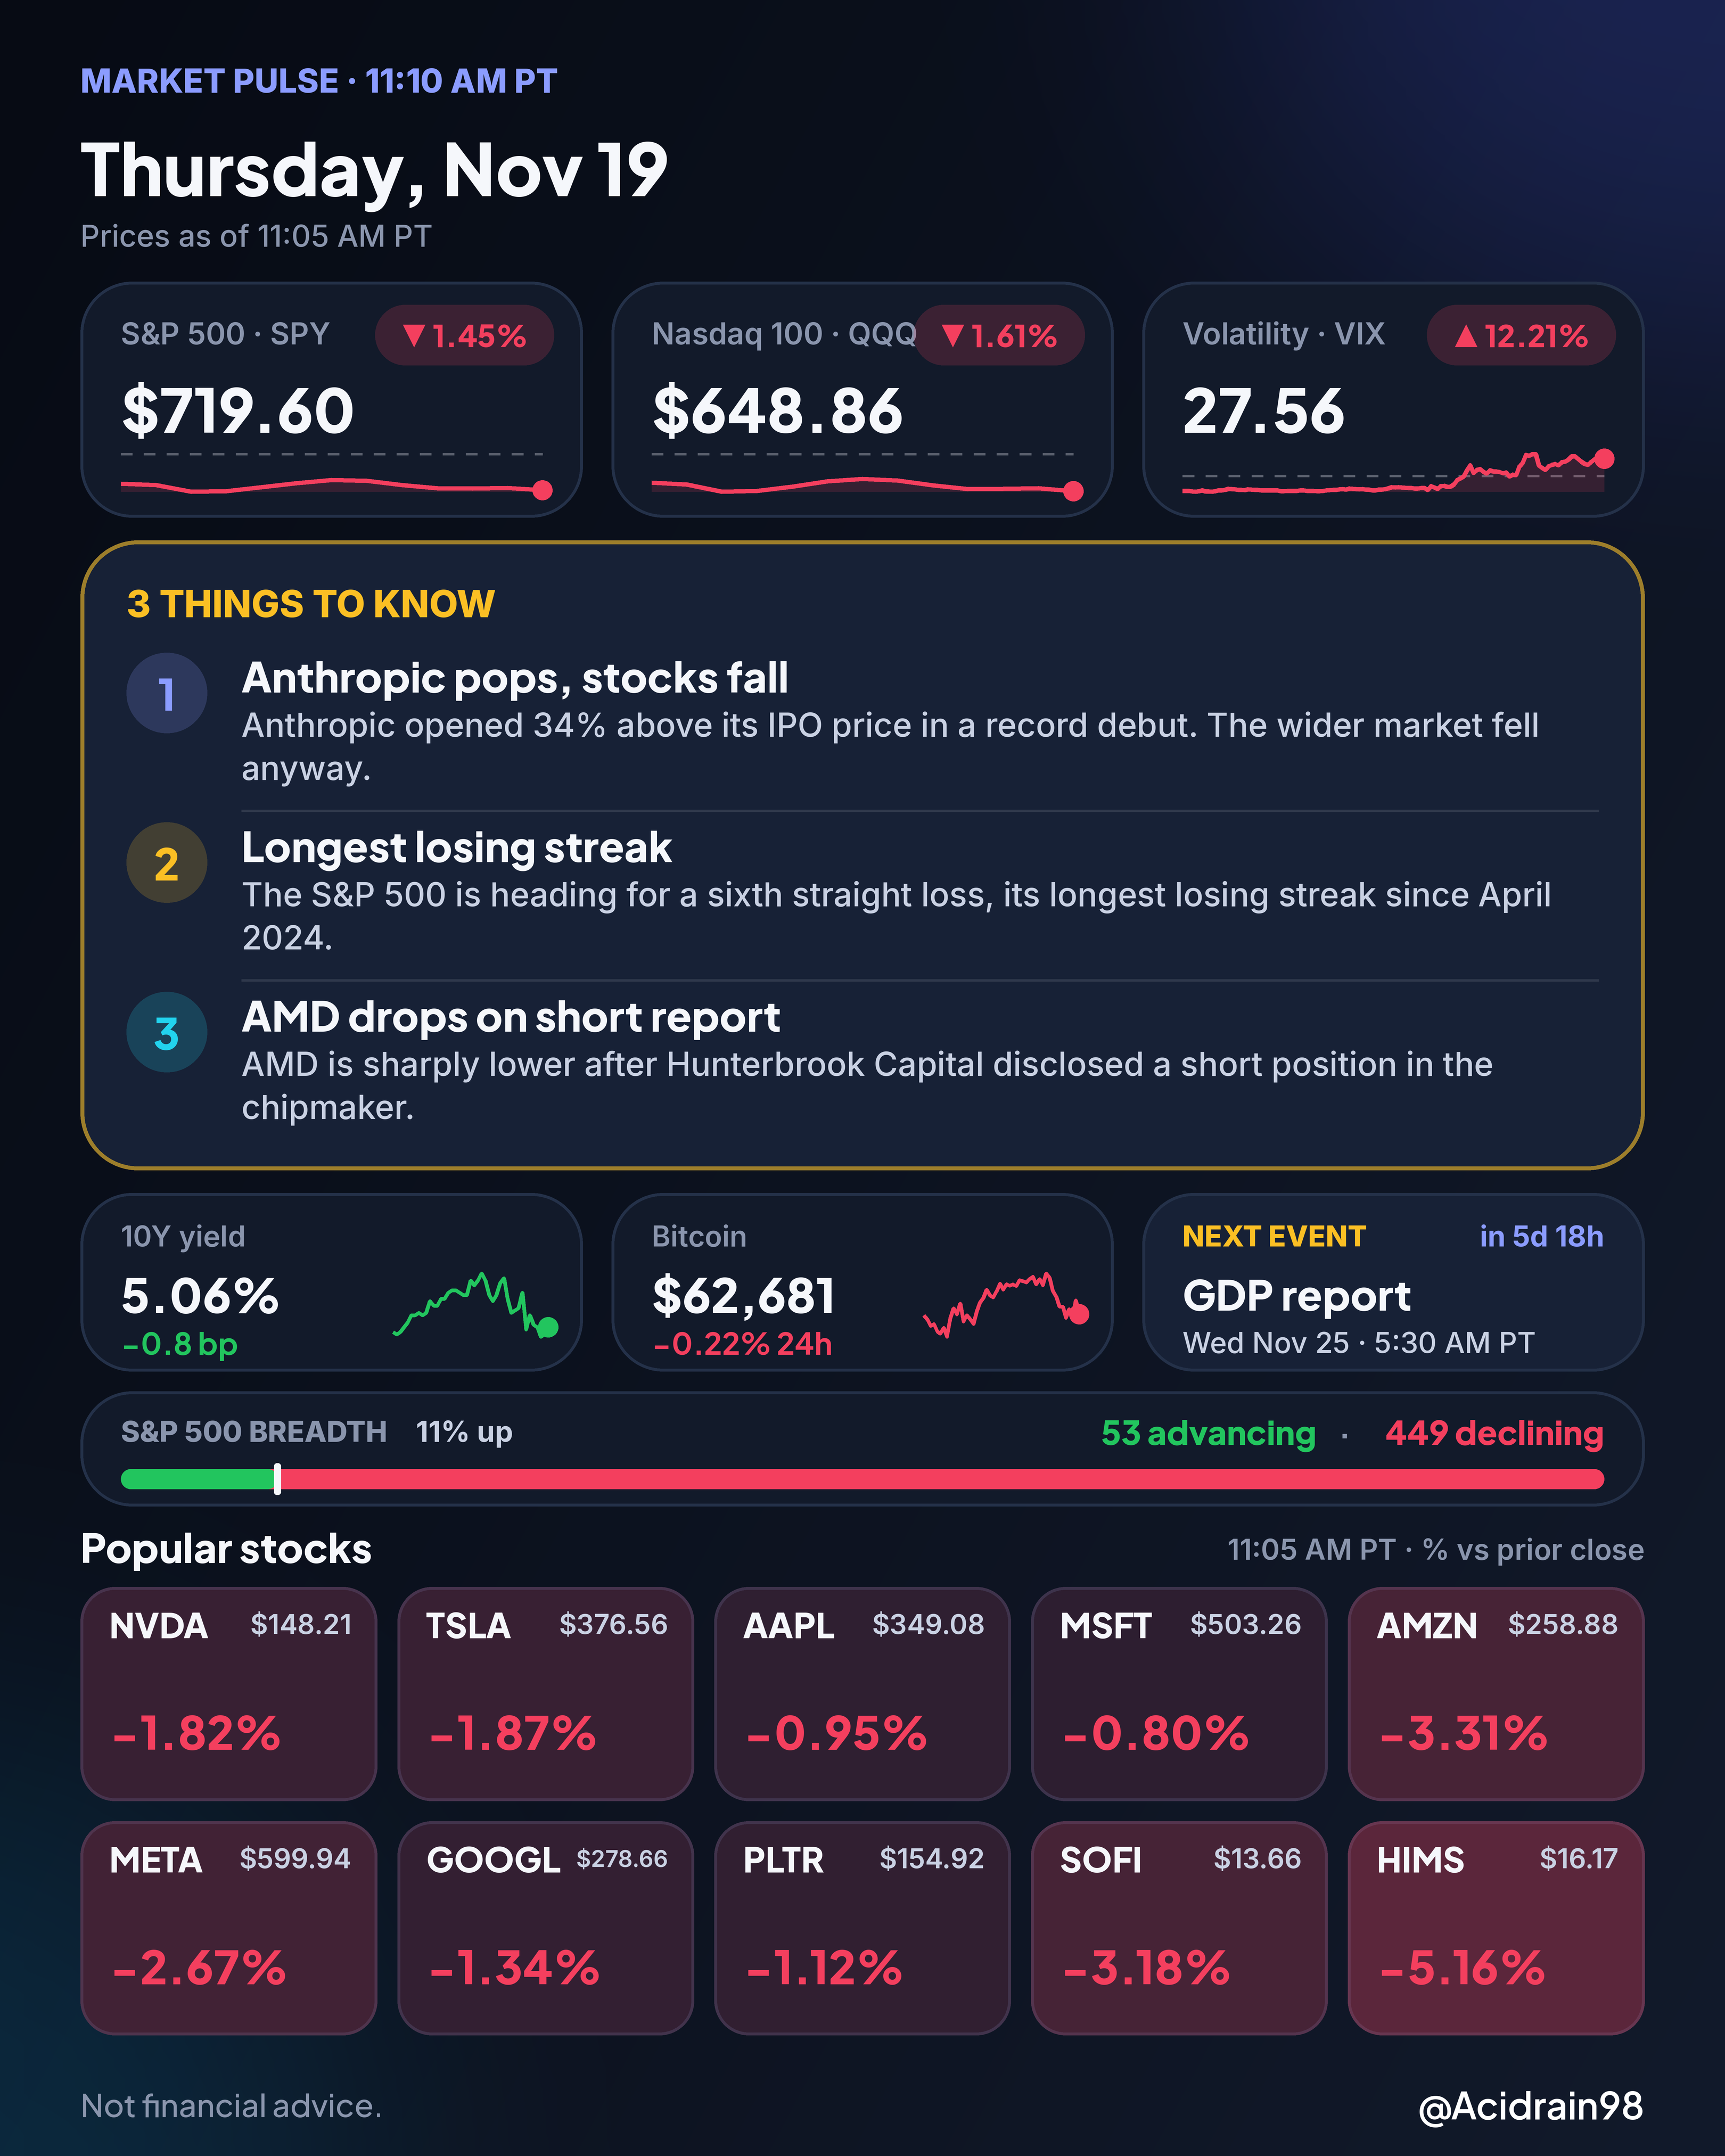 MARKET PULSE · 11:10 AM PT
Thursday, Nov 19
Prices as of 11:05 AM PT
S&P 500 · SPY ▼ 1.45%
$719.60
Nasdaq 100 · QQQ ▼ 1.61%
$648.86
Volatility · VIX ▲ 12.21%
27.56
3 THINGS TO KNOW
1 Anthropic pops, stocks fall
Anthropic opened 34% above its IPO price in a record debut. The wider market fell
anyway.
2 Longest losing streak
The S&P 500 is heading for a sixth straight loss, its longest losing streak since April
2024.
3 AMD drops on short report
AMD is sharply lower after Hunterbrook Capital disclosed a short position in the
chipmaker.
10Y yield
5.06%
−0.8 bp
Bitcoin
$62,681
−0.22% 24h
NEXT EVENT in 5d 18h
GDP report
Wed Nov 25 · 5:30 AM PT
S&P 500 BREADTH 11% up 53 advancing · 449 declining
Popular stocks 11:05 AM PT · % vs prior close
NVDA $148.21
−1.82%
TSLA $376.56
−1.87%
AAPL $349.08
−0.95%
MSFT $503.26
−0.80%
AMZN $258.88
−3.31%
META $599.94
−2.67%
GOOGL $278.66
−1.34%
PLTR $154.92
−1.12%
SOFI $13.66
−3.18%
HIMS $16.17
−5.16%
Not financial advice. @Acidrain98